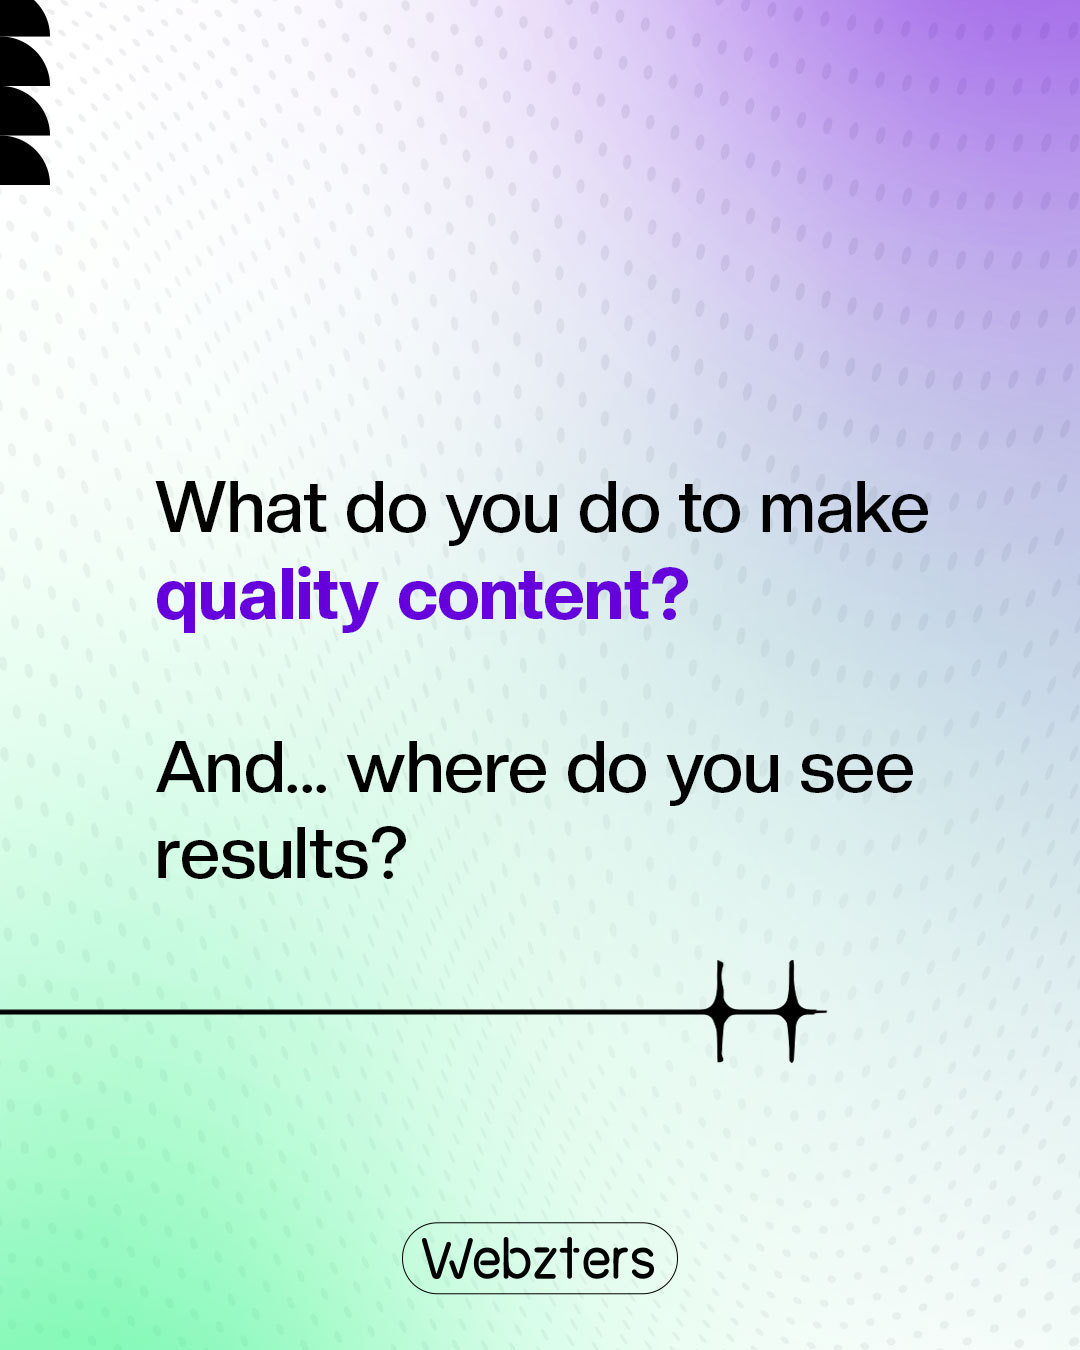 What do you do to make
quality content?
And... where do you see
results?
Webzters